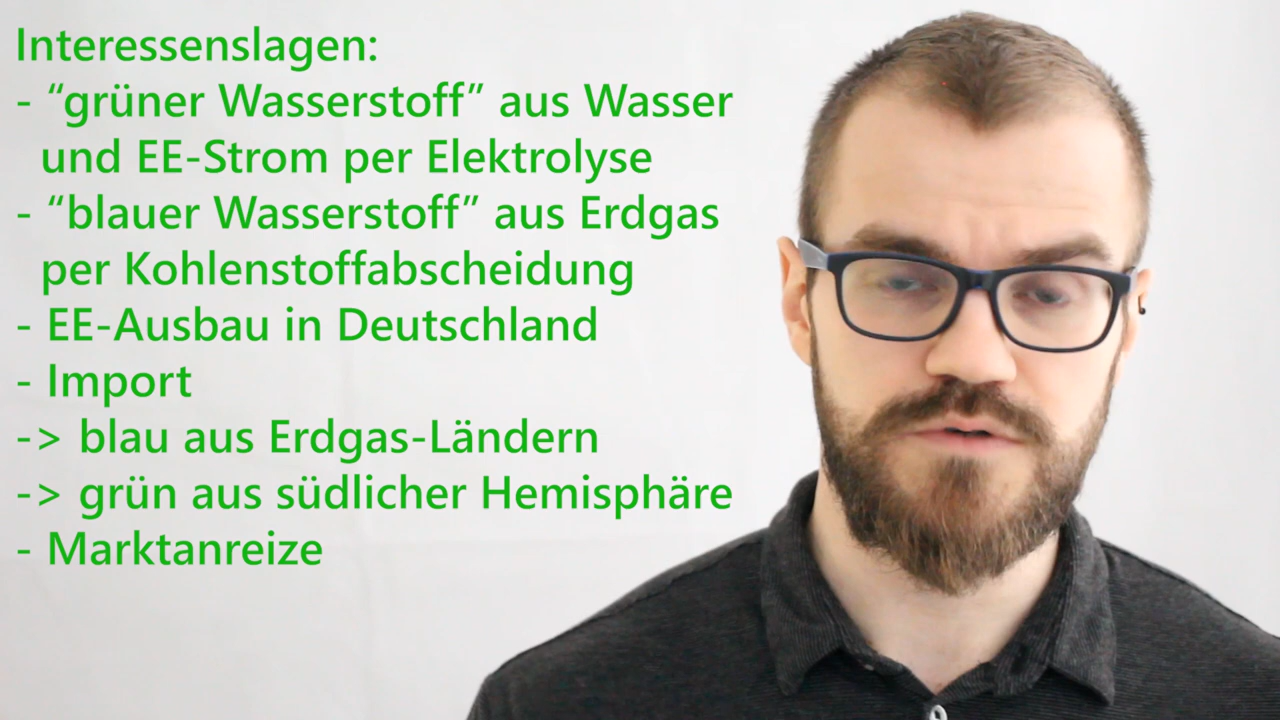 Interessenslagen:
- “grüner Wasserstoff” aus Wasser
und EE-Strom per Elektrolyse
- “blauer Wasserstoff” aus Erdgas
per Kohlenstoffabscheidung
- EE-Ausbau in Deutschland
- Import
-> blau aus Erdgas-Ländern
-> grün aus südlicher Hemisphäre
- Marktanreize